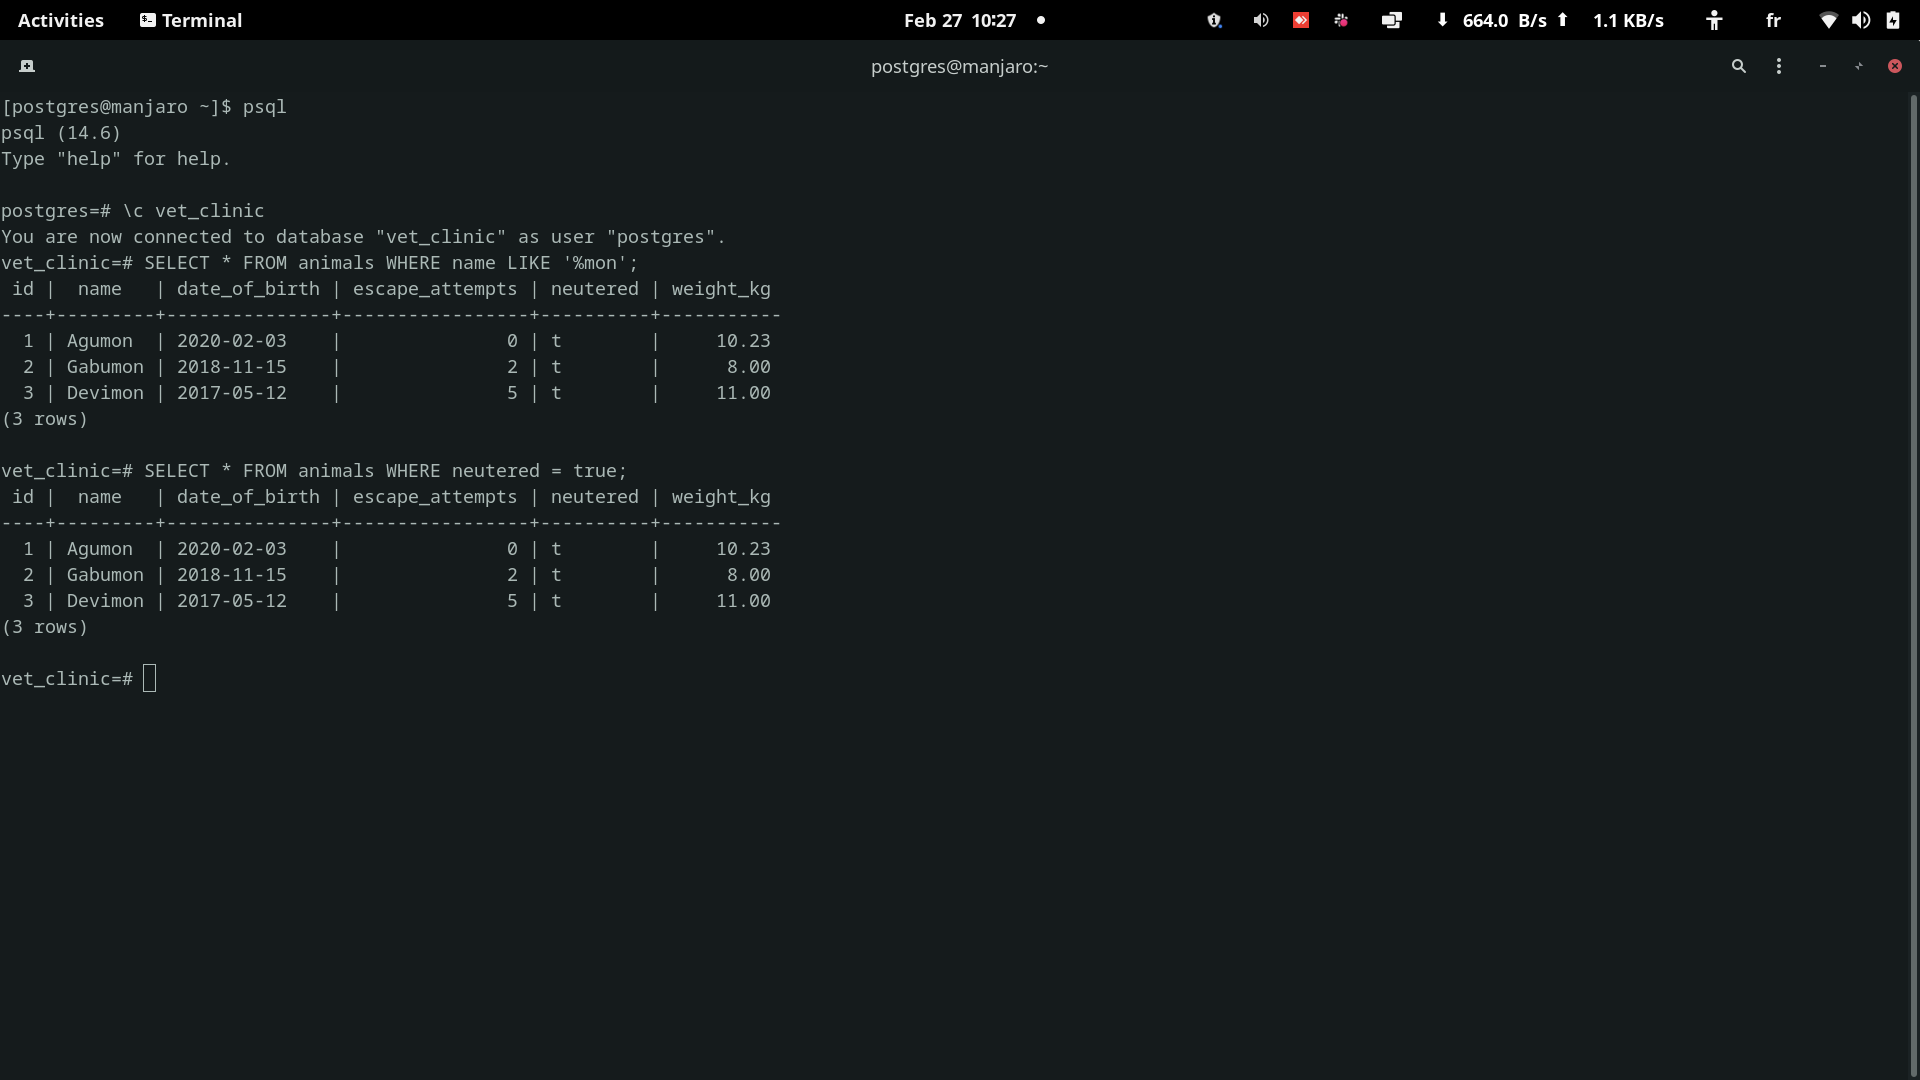 Activities Terminal Feb 27 10:27 664.0 B/s 1.1 KB/s fr
postgres@manjaro:~
[postgres@manjaro ~]$ psql
psql (14.6)
Type "help" for help.

postgres=# \c vet_clinic
You are now connected to database "vet_clinic" as user "postgres".
vet_clinic=# SELECT * FROM animals WHERE name LIKE '%mon';
 id |  name   | date_of_birth | escape_attempts | neutered | weight_kg
----+---------+---------------+-----------------+----------+-----------
  1 | Agumon  | 2020-02-03    |               0 | t        |     10.23
  2 | Gabumon | 2018-11-15    |               2 | t        |      8.00
  3 | Devimon | 2017-05-12    |               5 | t        |     11.00
(3 rows)

vet_clinic=# SELECT * FROM animals WHERE neutered = true;
 id |  name   | date_of_birth | escape_attempts | neutered | weight_kg
----+---------+---------------+-----------------+----------+-----------
  1 | Agumon  | 2020-02-03    |               0 | t        |     10.23
  2 | Gabumon | 2018-11-15    |               2 | t        |      8.00
  3 | Devimon | 2017-05-12    |               5 | t        |     11.00
(3 rows)

vet_clinic=#